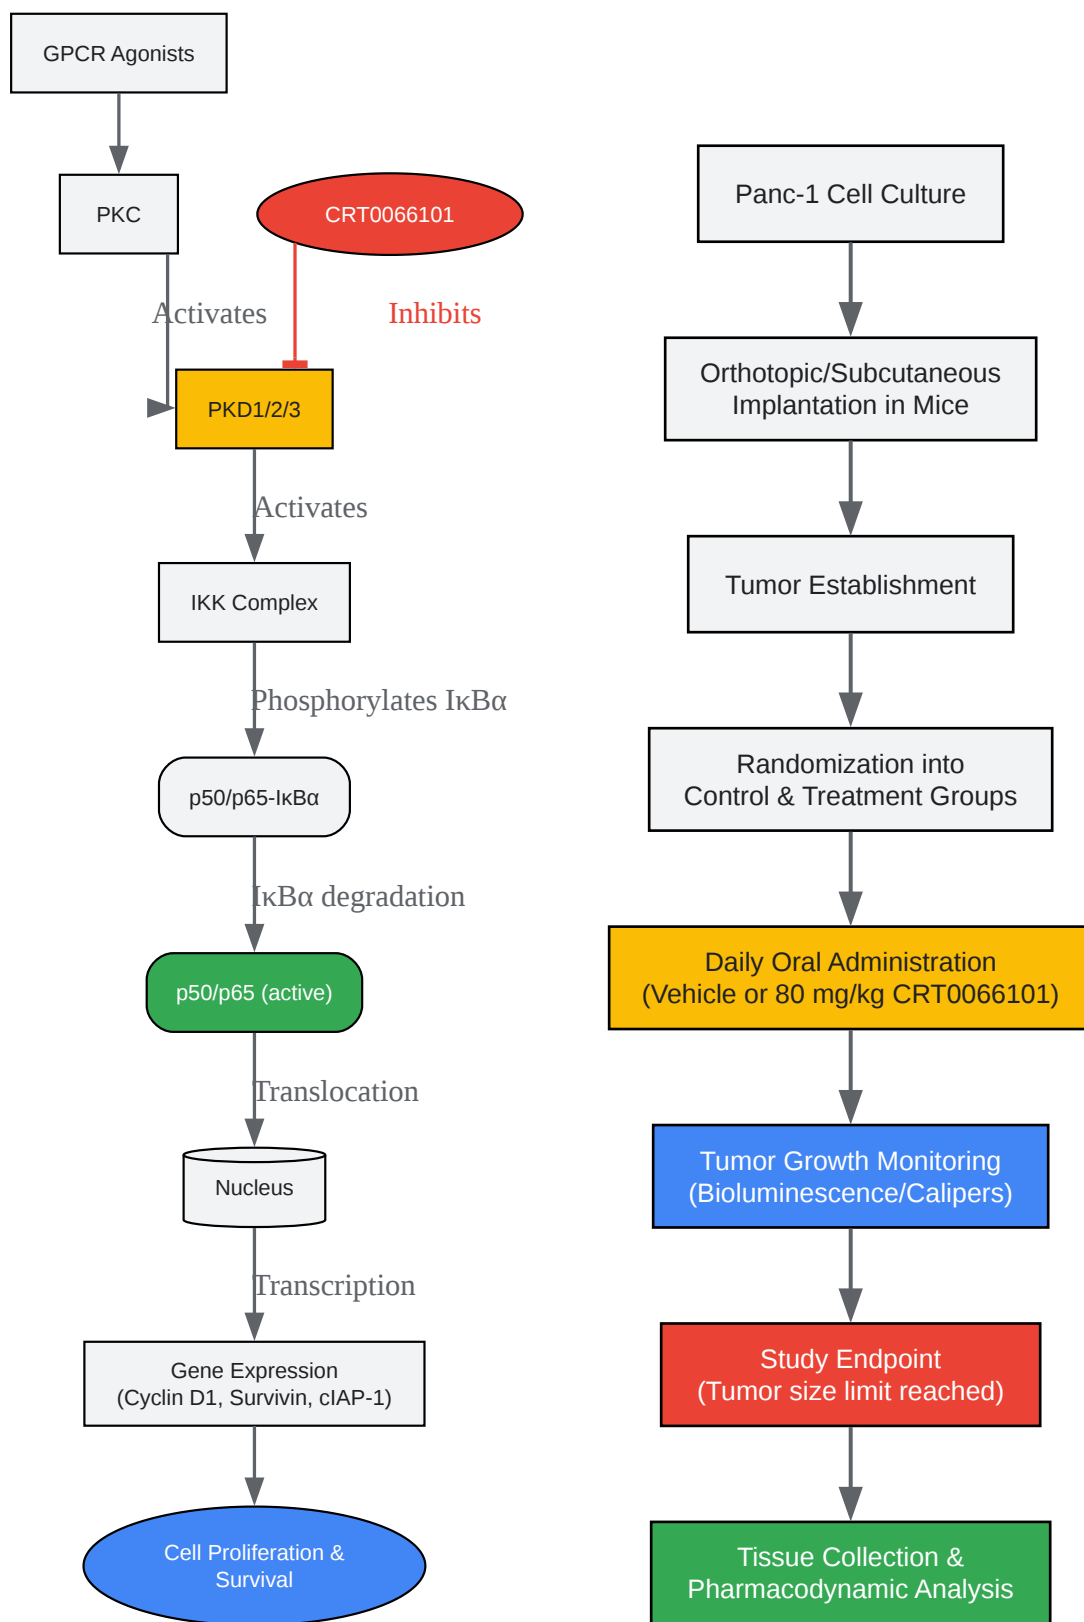 GPCR Agonists
PKC
CRT0066101
Activates
Inhibits
PKD1/2/3
Activates
IKK Complex
Phosphorylates IκBα
p50/p65-IκBα
IκBα degradation
p50/p65 (active)
Translocation
Nucleus
Transcription
Gene Expression
(Cyclin D1, Survivin, cIAP-1)
Cell Proliferation &
Survival
Panc-1 Cell Culture
Orthotopic/Subcutaneous
Implantation in Mice
Tumor Establishment
Randomization into
Control & Treatment Groups
Daily Oral Administration
(Vehicle or 80 mg/kg CRT0066101)
Tumor Growth Monitoring
(Bioluminescence/Calipers)
Study Endpoint
(Tumor size limit reached)
Tissue Collection &
Pharmacodynamic Analysis